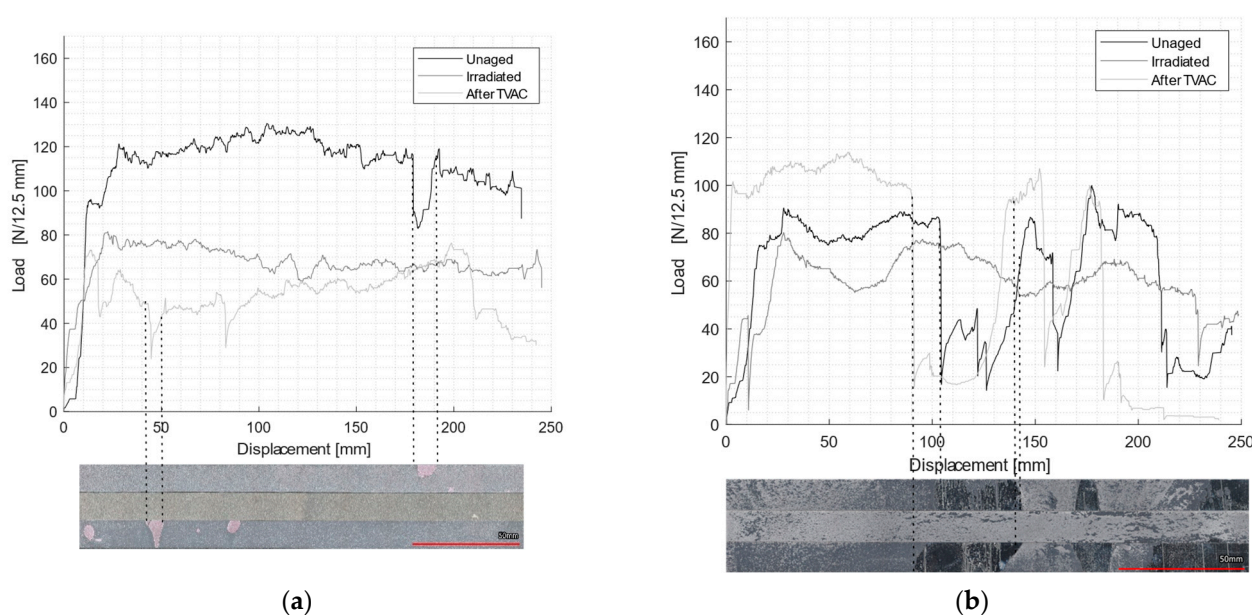 160
140
120
100
80
60
40
20
0
Load [N/12.5 mm]
Unaged
Irradiated
After TVAC
0 50 100 150 200 250
Displacement [mm]
50mm
(a)
160
140
120
100
80
60
40
20
0
Load [N/12.5 mm]
Unaged
Irradiated
After TVAC
0 50 100 150 200 250
Displacement [mm]
50mm
(b)